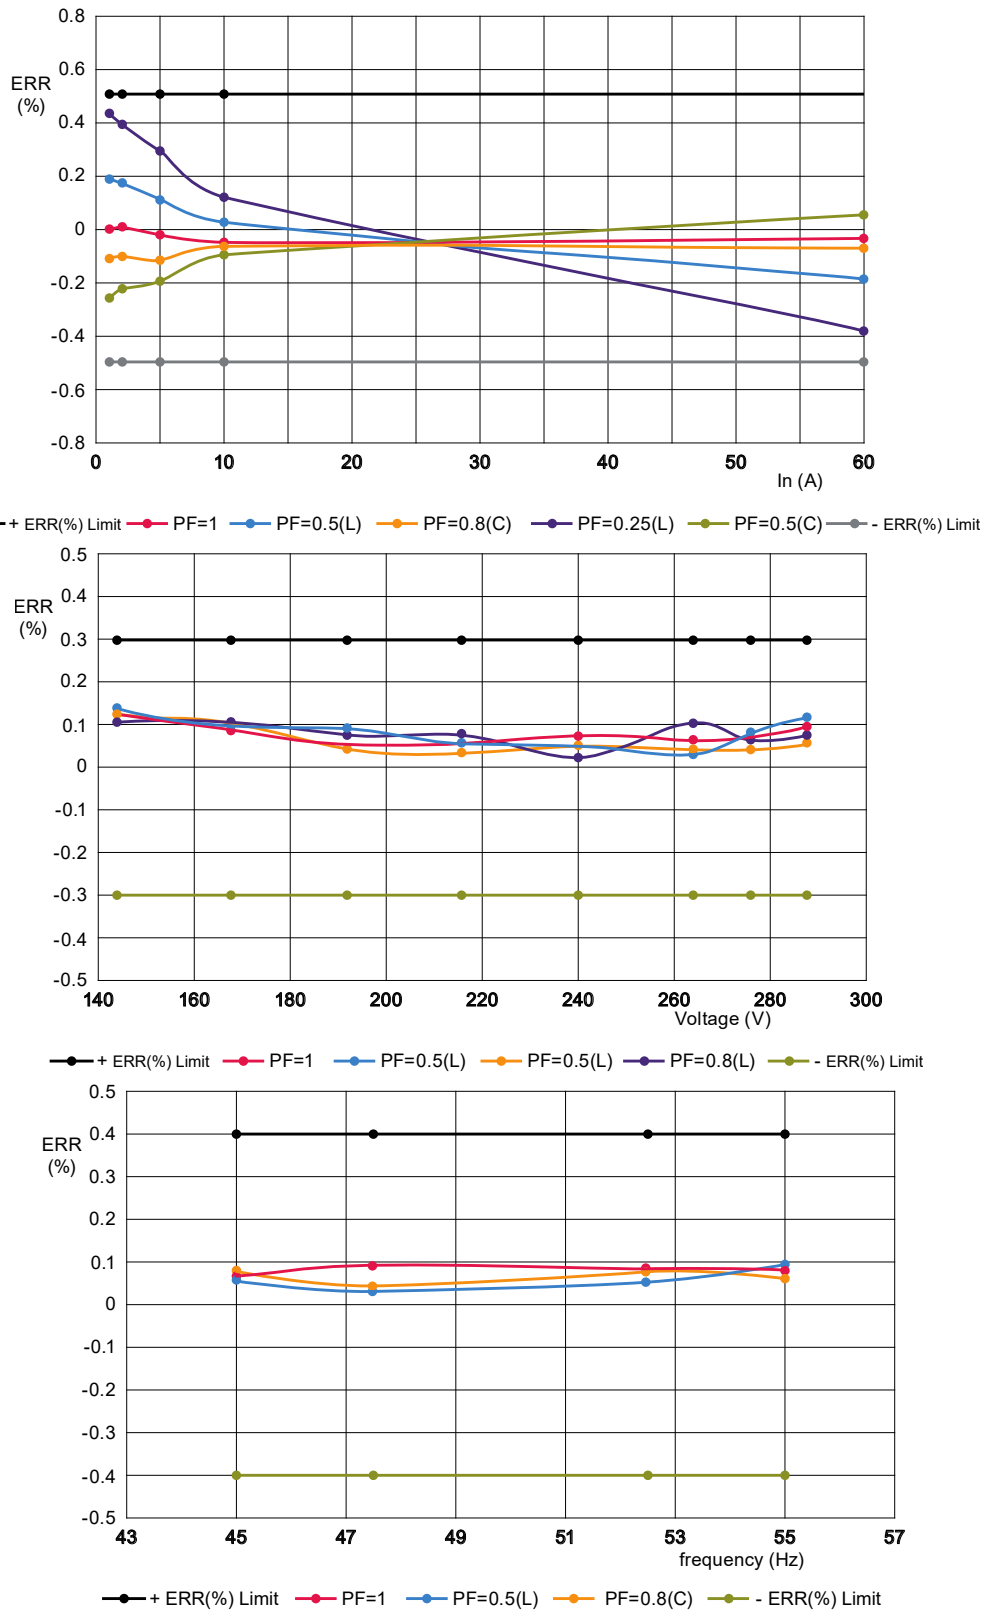 0.8
0.6
ERR
(%)
0.4
0.2
0
-0.2
-0.4
-0.6
-0.8
0 10 20 30 40 50 60
In (A)
+ ERR(%) Limit PF=1 PF=0.5(L) PF=0.8(C) PF=0.25(L) PF=0.5(C) - ERR(%) Limit
0.5
0.4
ERR
(%)
0.3
0.2
0.1
0
-0.1
-0.2
-0.3
-0.4
-0.5
140 160 180 200 220 240 260 280 300
Voltage (V)
+ ERR(%) Limit PF=1 PF=0.5(L) PF=0.5(L) PF=0.8(L) - ERR(%) Limit
0.5
0.4
ERR
(%)
0.3
0.2
0.1
0
-0.1
-0.2
-0.3
-0.4
-0.5
43 45 47 49 51 53 55 57
frequency (Hz)
+ ERR(%) Limit PF=1 PF=0.5(L) PF=0.8(C) - ERR(%) Limit